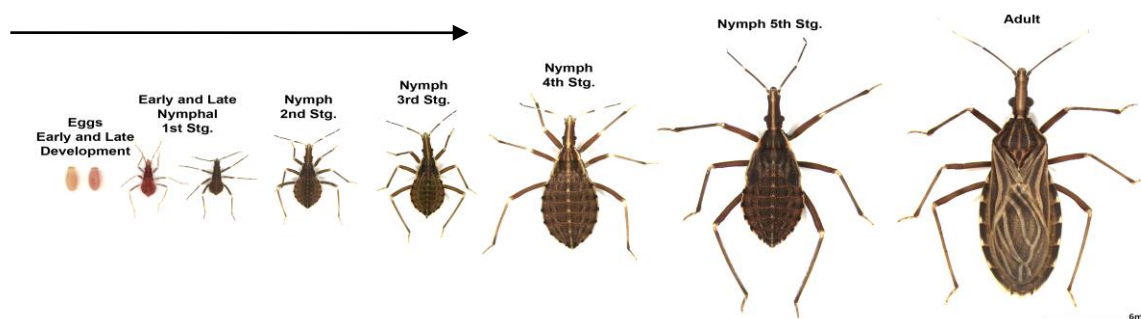 Eggs
Early and Late
Development
Early and Late
Nymphal
1st Stg.
Nymph
2nd Stg.
Nymph
3rd Stg.
Nymph
4th Stg.
Nymph 5th Stg.
Adult